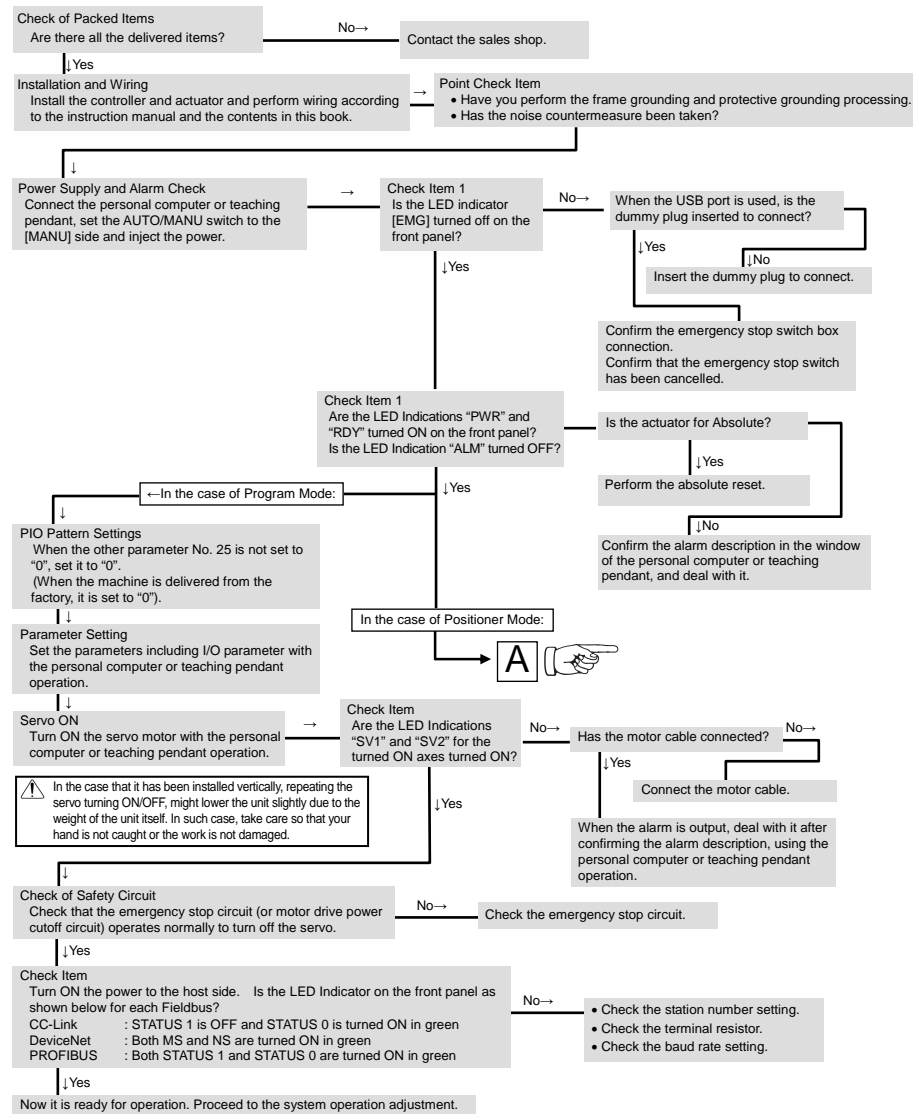 Check of Packed Items
Are there all the delivered items?
No→
Contact the sales shop.
↓Yes
Installation and Wiring
Install the controller and actuator and perform wiring according
to the instruction manual and the contents in this book.
→
Point Check Item
• Have you perform the frame grounding and protective grounding processing.
• Has the noise countermeasure been taken?
↓
Power Supply and Alarm Check
Connect the personal computer or teaching
pendant, set the AUTO/MANU switch to the
[MANU] side and inject the power.
→
Check Item 1
Is the LED indicator
[EMG] turned off on the
front panel?
No→
When the USB port is used, is the
dummy plug inserted to connect?
↓Yes
↓No
Insert the dummy plug to connect.
Confirm the emergency stop switch box
connection.
Confirm that the emergency stop switch
has been cancelled.
↓Yes
Check Item 1
Are the LED Indications “PWR” and
“RDY” turned ON on the front panel?
Is the LED Indication “ALM” turned OFF?
Is the actuator for Absolute?
↓Yes
Perform the absolute reset.
↓No
Confirm the alarm description in the window
of the personal computer or teaching
pendant, and deal with it.
↓Yes
←In the case of Program Mode:
↓
PIO Pattern Settings
When the other parameter No. 25 is not set to
“0”, set it to “0”.
(When the machine is delivered from the
factory, it is set to “0”).
In the case of Positioner Mode:
A
↓
Parameter Setting
Set the parameters including I/O parameter with
the personal computer or teaching pendant
operation.
↓
Servo ON
Turn ON the servo motor with the personal
computer or teaching pendant operation.
→
Check Item
Are the LED Indications
“SV1” and “SV2” for the
turned ON axes turned ON?
No→
Has the motor cable connected?
No→
↓Yes
Connect the motor cable.
When the alarm is output, deal with it after
confirming the alarm description, using the
personal computer or teaching pendant
operation.
In the case that it has been installed vertically, repeating the
servo turning ON/OFF, might lower the unit slightly due to the
weight of the unit itself. In such case, take care so that your
hand is not caught or the work is not damaged.
↓Yes
↓
Check of Safety Circuit
Check that the emergency stop circuit (or motor drive power
cutoff circuit) operates normally to turn off the servo.
No→
Check the emergency stop circuit.
↓Yes
Check Item
Turn ON the power to the host side. Is the LED Indicator on the front panel as
shown below for each Fieldbus?
CC-Link : STATUS 1 is OFF and STATUS 0 is turned ON in green
DeviceNet : Both MS and NS are turned ON in green
PROFIBUS : Both STATUS 1 and STATUS 0 are turned ON in green
No→
• Check the station number setting.
• Check the terminal resistor.
• Check the baud rate setting.
↓Yes
Now it is ready for operation. Proceed to the system operation adjustment.